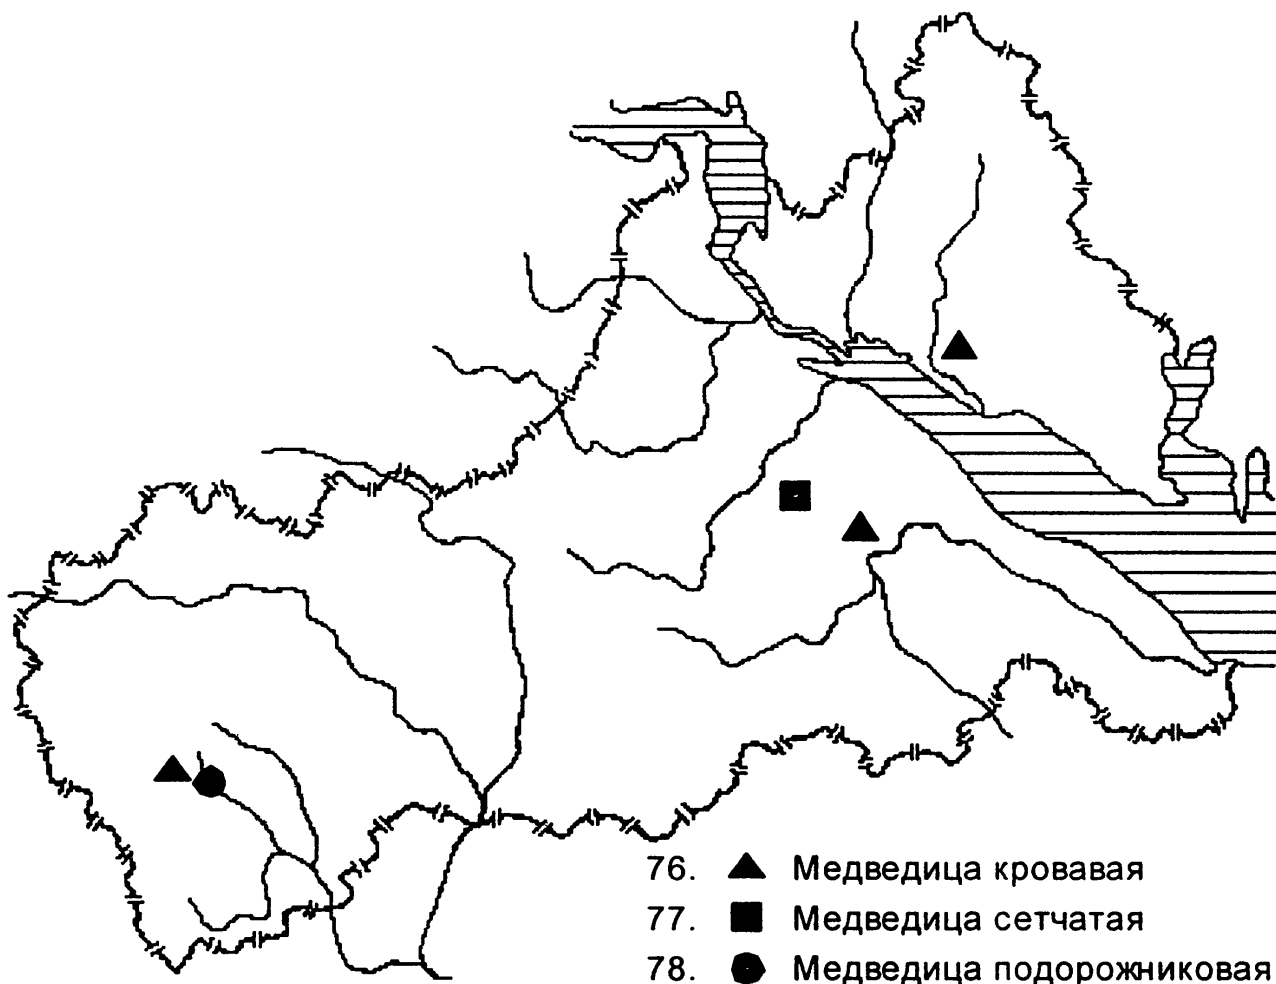 76. ▲ Медведица кровавая
77. ■ Медведица сетчатая
78. ● Медведица подорожниковая